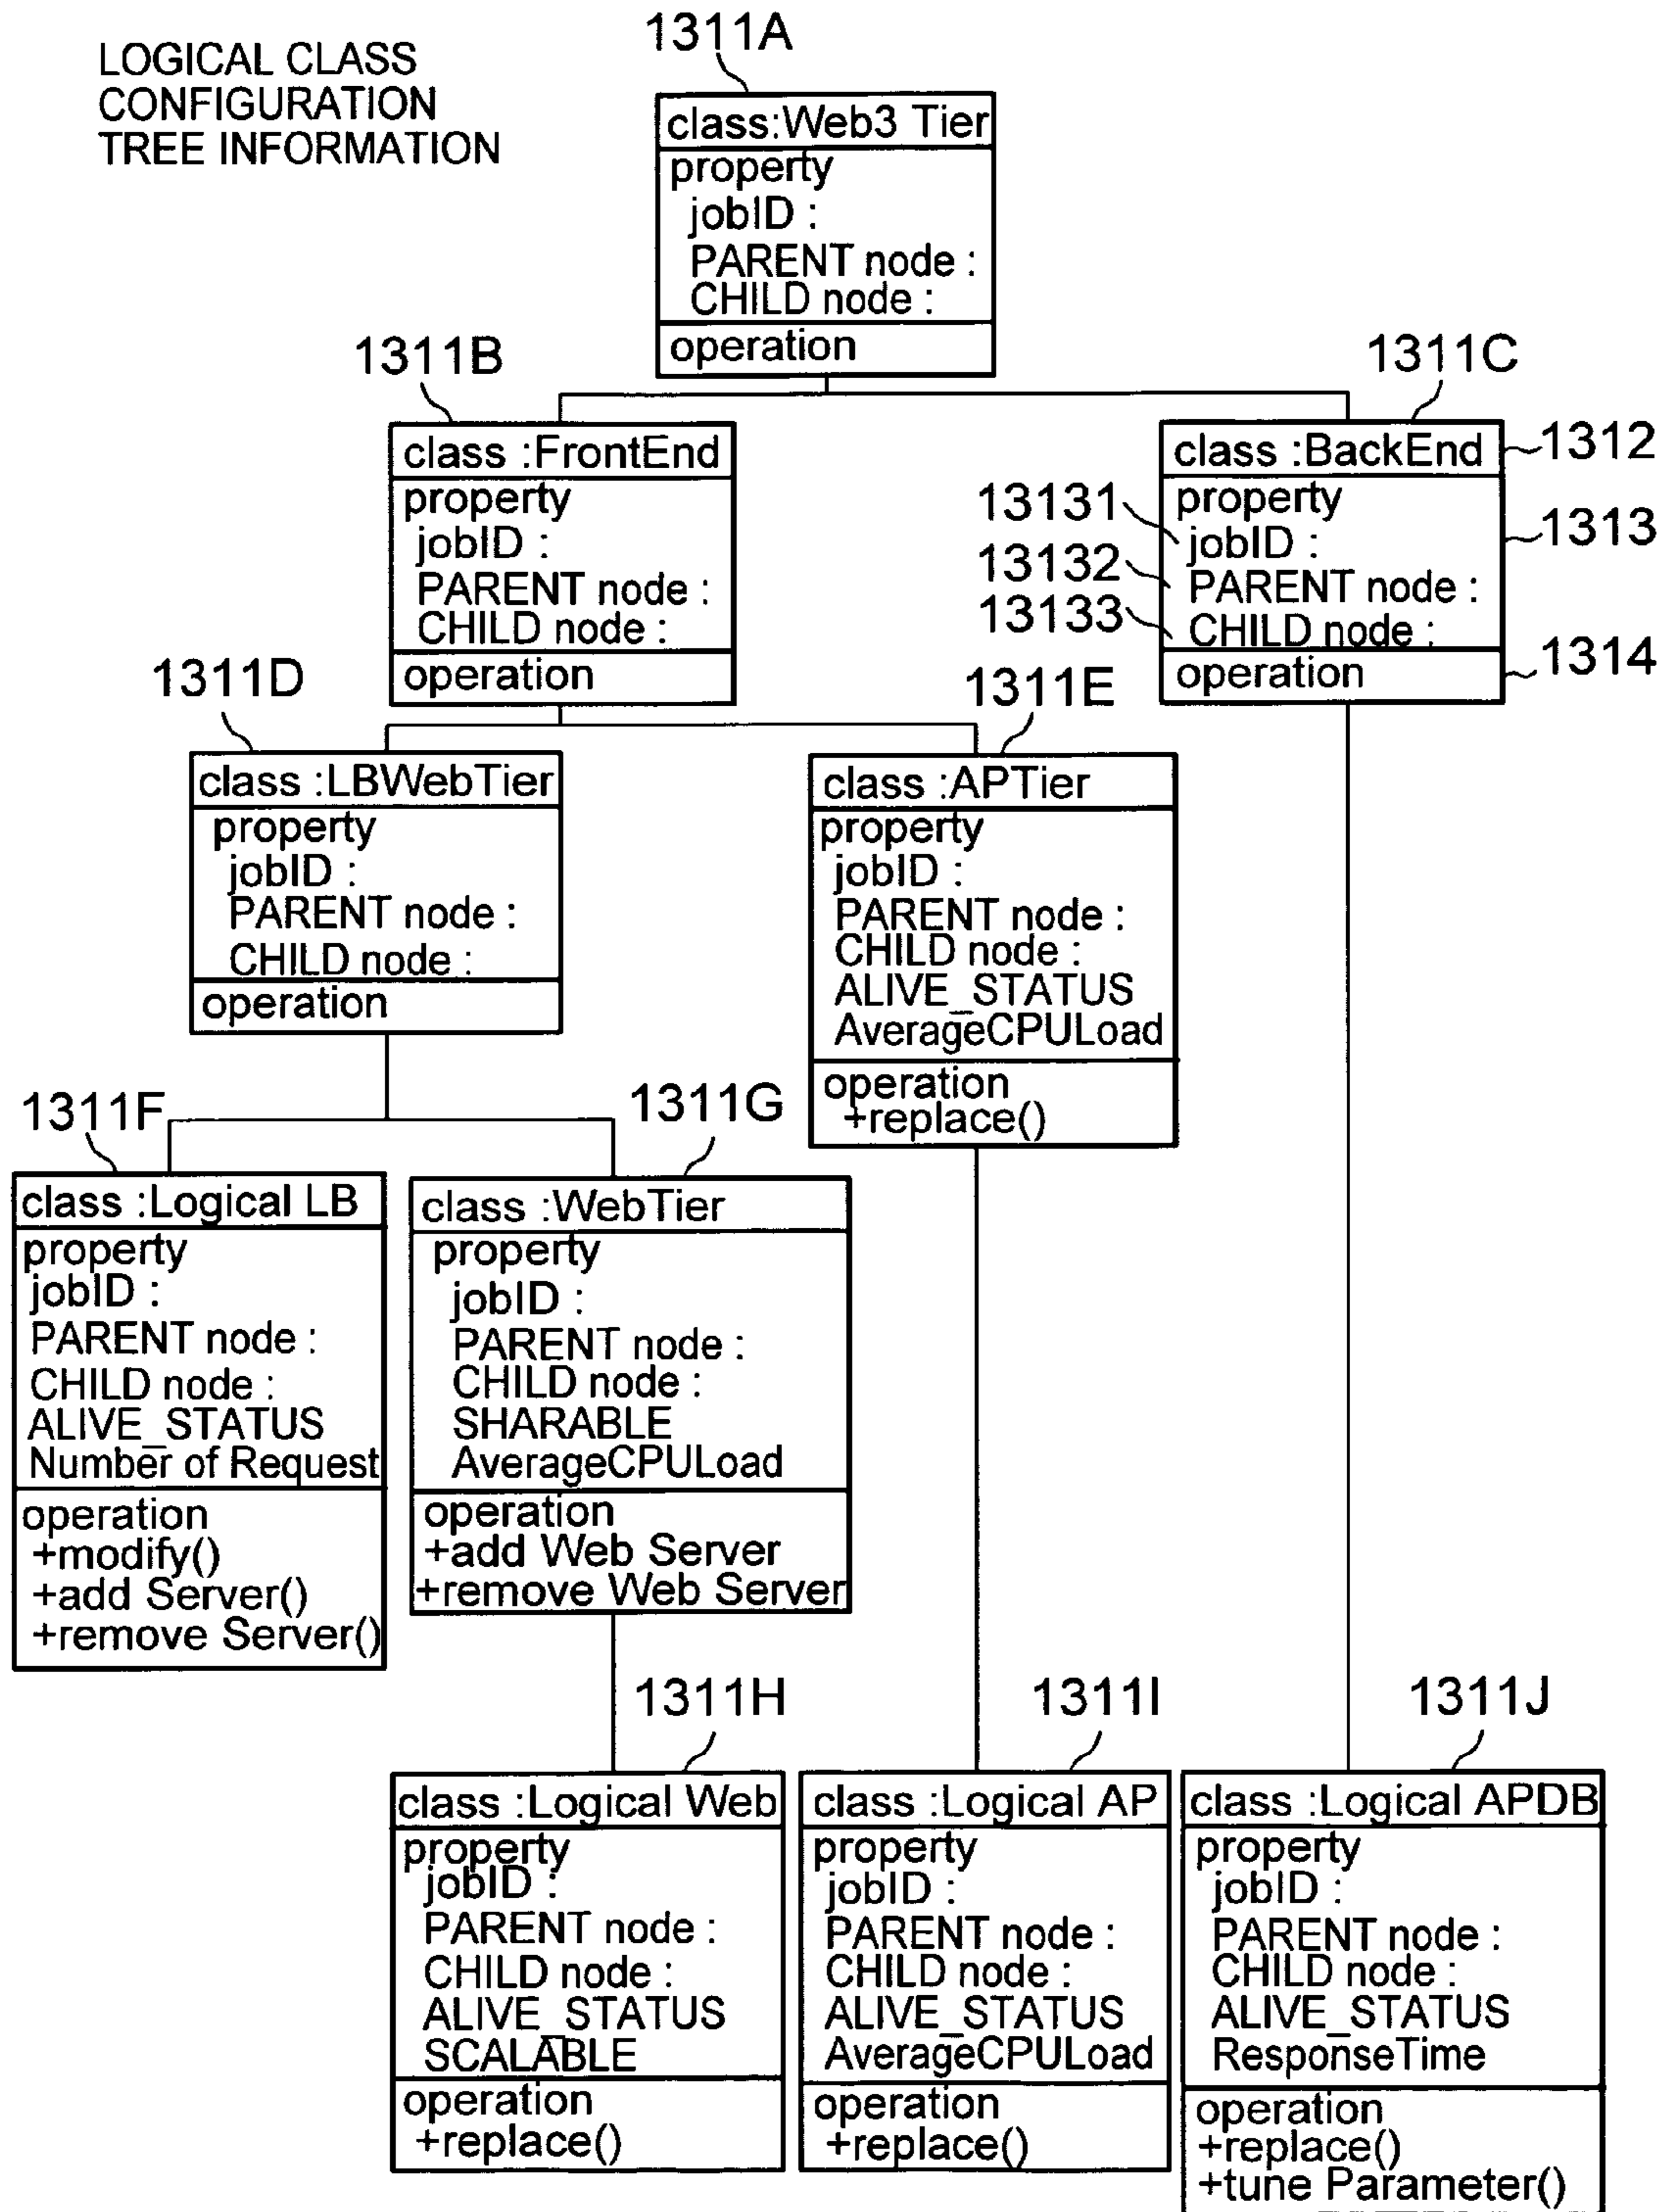 LOGICAL CLASS
CONFIGURATION
TREE INFORMATION
1311A
class:Web3 Tier
property
jobID :
PARENT node :
CHILD node :
operation
1311B
class :FrontEnd
property
jobID :
PARENT node :
CHILD node :
operation
1311C
class :BackEnd
1312
property
1313
13131
jobID :
13132
PARENT node :
13133
CHILD node :
operation
1314
1311D
class :LBWebTier
property
jobID :
PARENT node :
CHILD node :
operation
1311E
class :APTier
property
jobID :
PARENT node :
CHILD node :
ALIVE_STATUS
AverageCPULoad
operation
+replace()
1311F
class :Logical LB
property
jobID :
PARENT node :
CHILD node :
ALIVE_STATUS
Number of Request
operation
+modify()
+add Server()
+remove Server()
1311G
class :WebTier
property
jobID :
PARENT node :
CHILD node :
SHARABLE
AverageCPULoad
operation
+add Web Server
+remove Web Server
1311H
class :Logical Web
property
jobID :
PARENT node :
CHILD node :
ALIVE_STATUS
SCALABLE
operation
+replace()
1311I
class :Logical AP
property
jobID :
PARENT node :
CHILD node :
ALIVE_STATUS
AverageCPULoad
operation
+replace()
1311J
class :Logical APDB
property
jobID :
PARENT node :
CHILD node :
ALIVE_STATUS
ResponseTime
operation
+replace()
+tune Parameter()